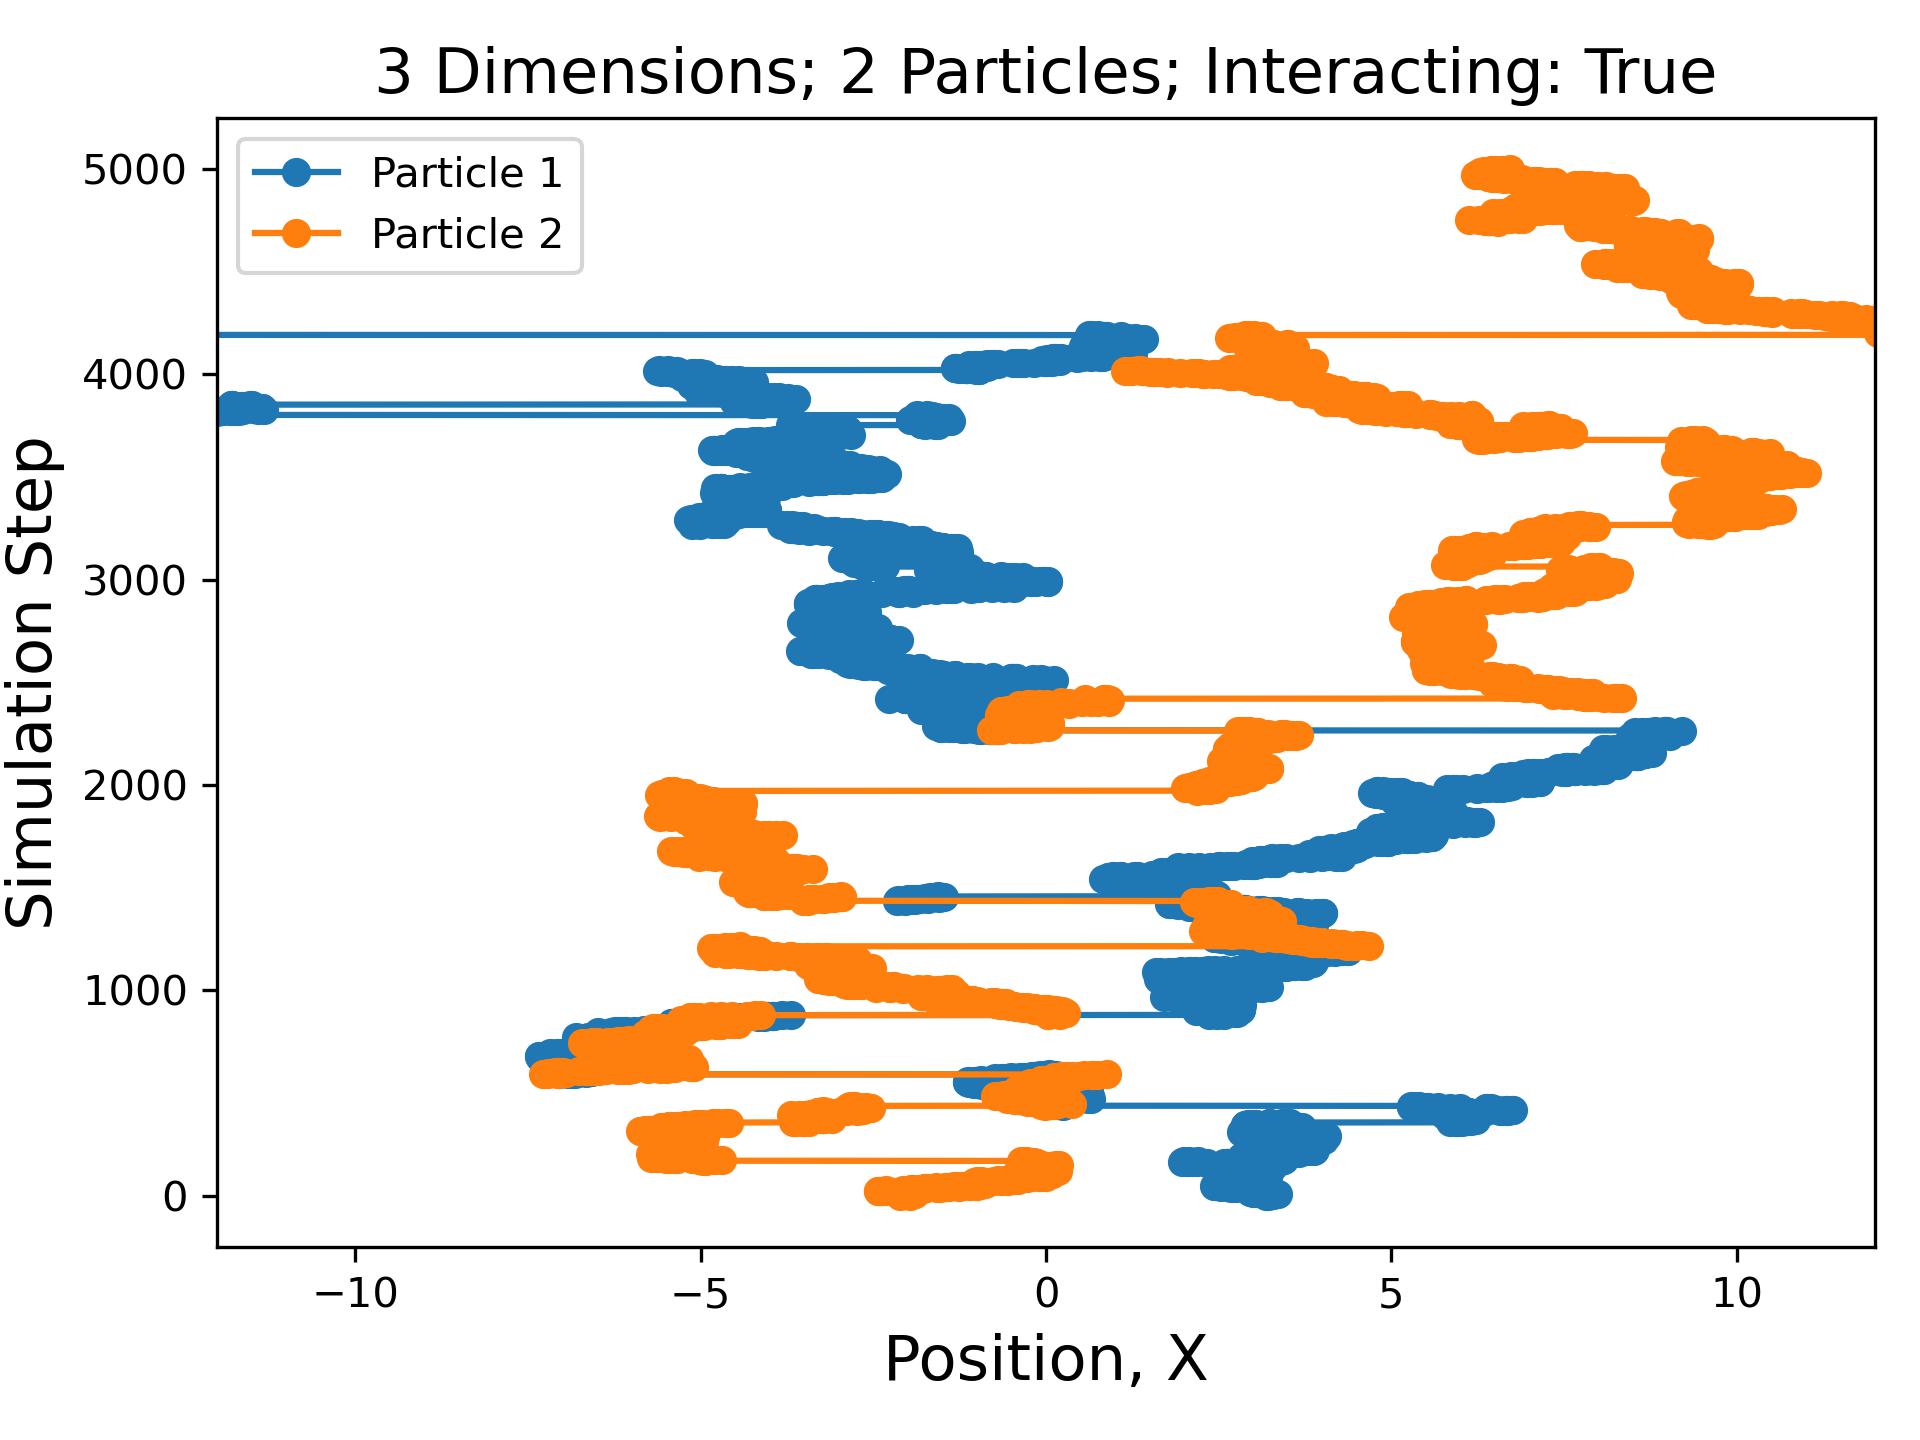 3 Dimensions; 2 Particles; Interacting: True
Particle 1
Particle 2
5000
4000
3000
2000
1000
0
Simulation Step
−10
−5
0
5
10
Position, X